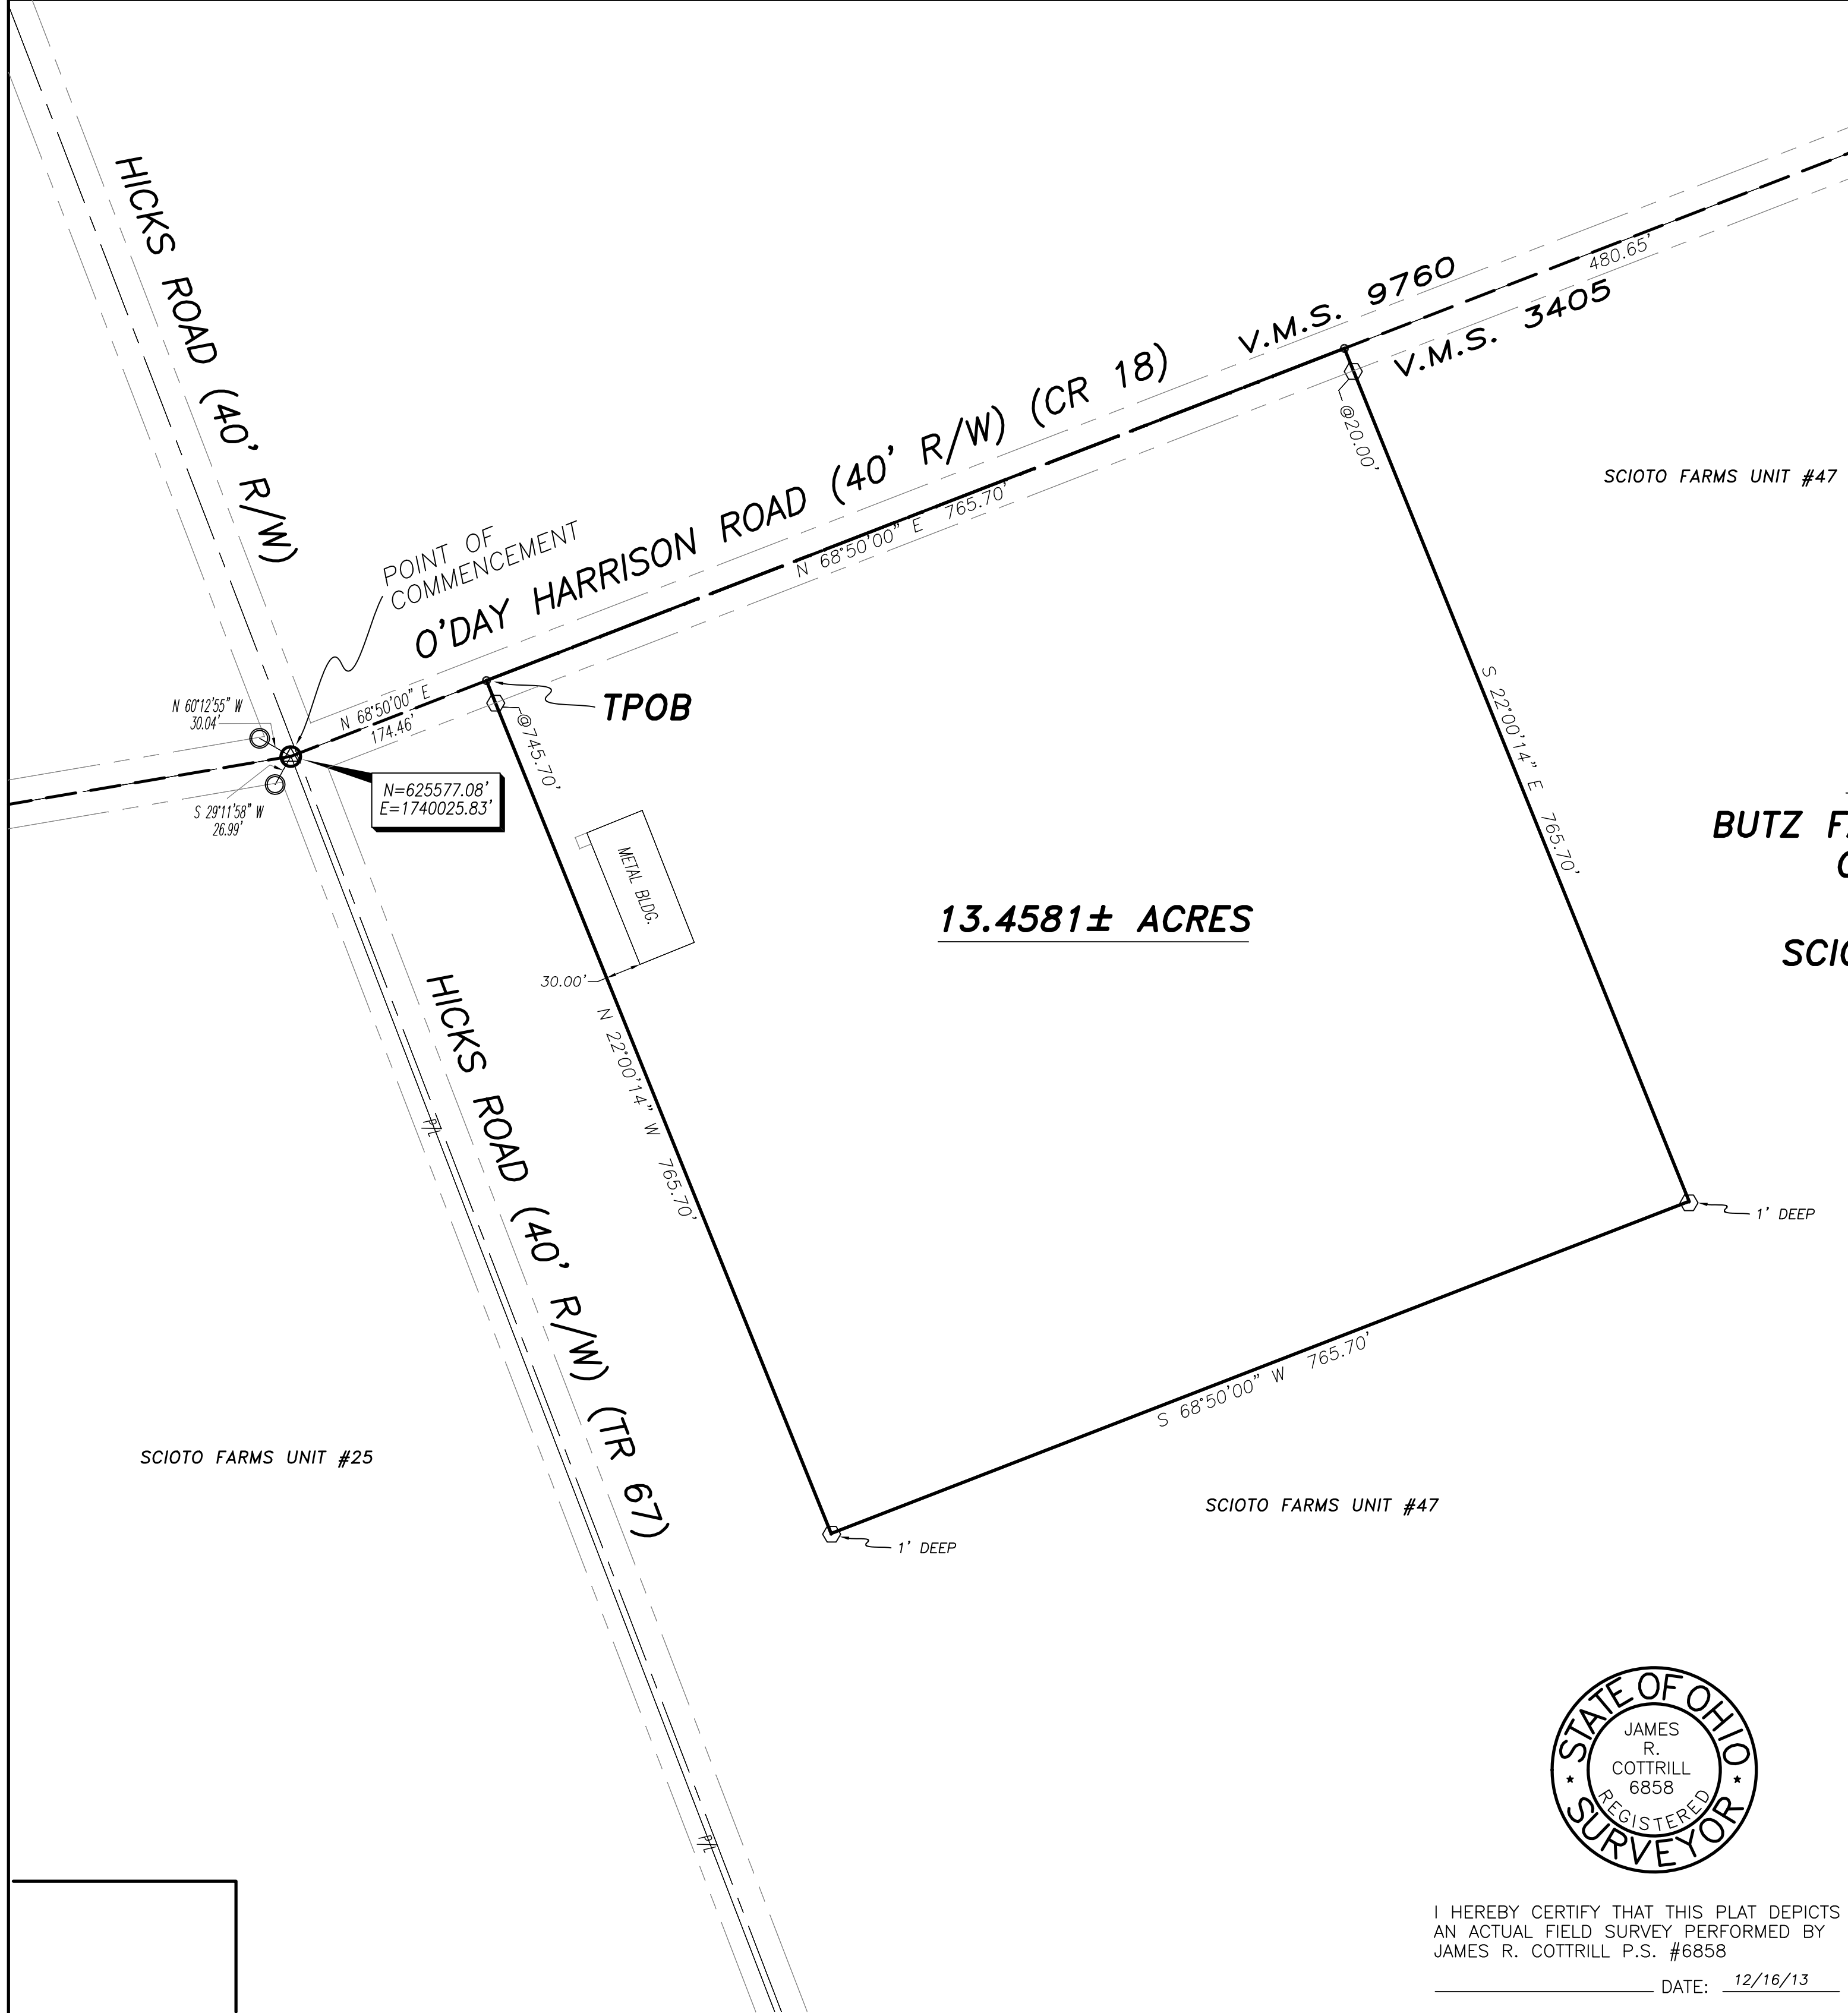 HICKS ROAD (40' R/W)
V.M.S. 9760
480.65'
V.M.S. 3405
O'DAY HARRISON ROAD (40' R/W) (CR 18)
@20.00'
N 68°50'00" E 765.70'
SCIOTO FARMS UNIT #47
POINT OF
COMMENCEMENT
N 60°12'55" W
30.04'
N 68°50'00" E
174.46'
TPOB
@745.70'
N=625577.08'
E=1740025.83'
S 29°11'58" W
26.99'
S 22°00'14" E 765.70'
METAL BLDG.
13.4581± ACRES
BUTZ
30.00'
N 22°00'14" W 765.70'
HICKS ROAD (40' R/W) (TR 67)
P/L
1' DEEP
S 68°50'00" W 765.70'
SCIOTO FARMS UNIT #25
SCIOTO FARMS UNIT #47
1' DEEP
P/L
STATE OF OHIO
JAMES
R.
COTTRILL
6858
REGISTERED
SURVEYOR
I HEREBY CERTIFY THAT THIS PLAT DEPICTS
AN ACTUAL FIELD SURVEY PERFORMED BY
JAMES R. COTTRILL P.S. #6858
DATE: 12/16/13